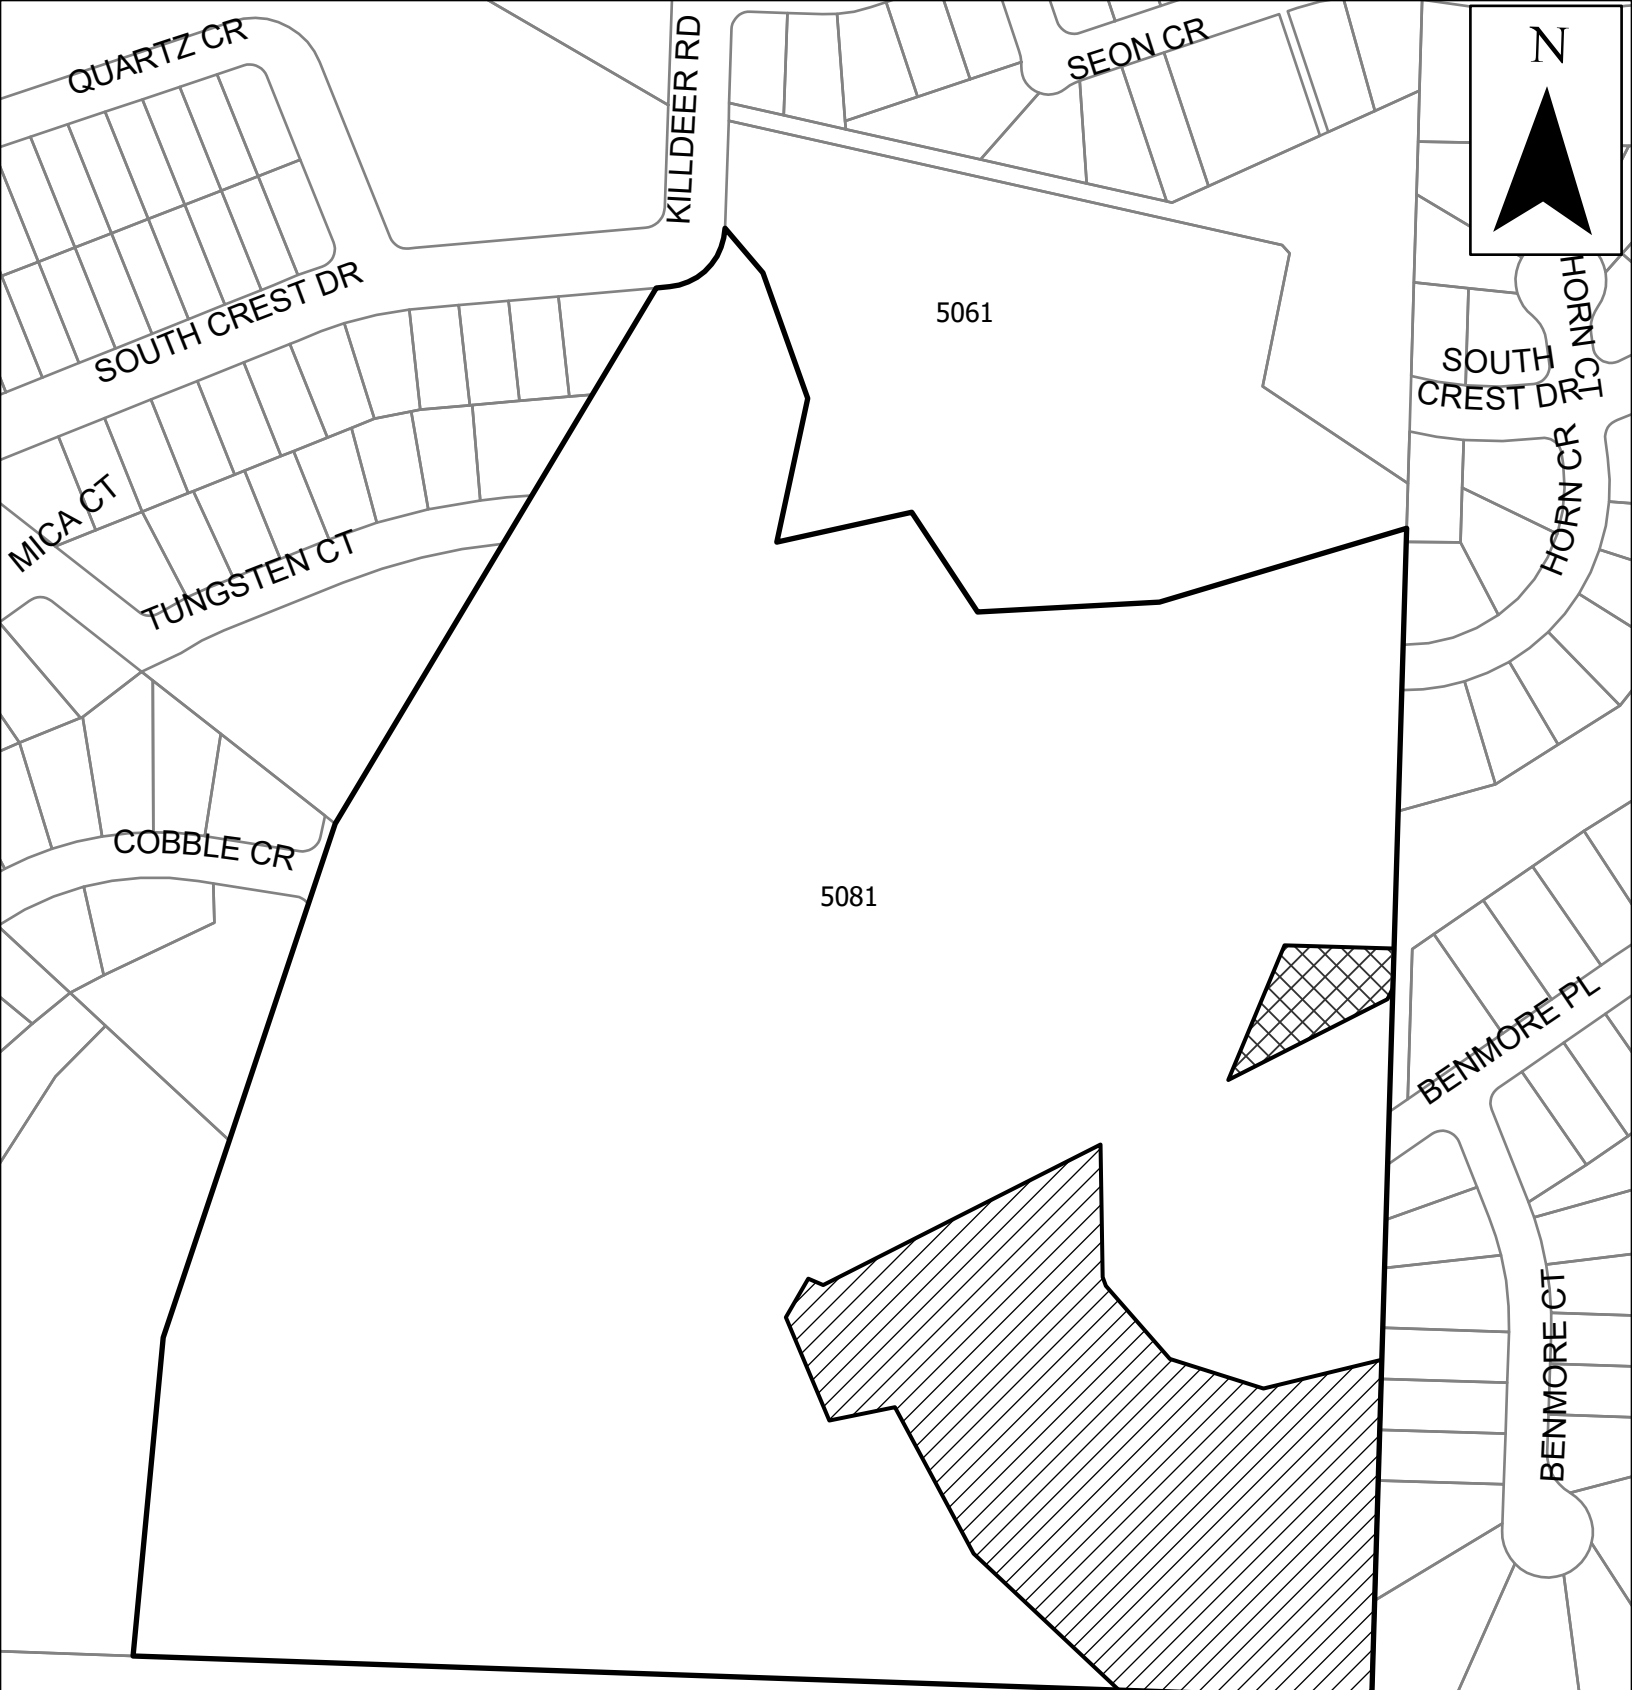 QUARTZ CR
KILLDEER RD
SEON CR
N
SOUTH CREST DR
5061
HORN CT
SOUTH
CREST DR
HORN CR
MICA CT
TUNGSTEN CT
COBBLE CR
5081
BENMORE PL
BENMORE CT